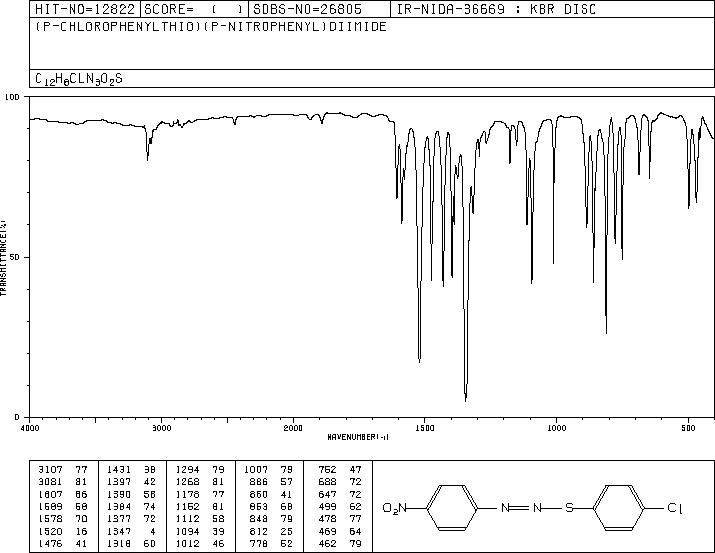 HIT-NO=12822 SCORE= ( ) SDBS-NO=26805 IR-NIDA-36669 : KBR DISC
(P-CHLOROPHENYLTHIO)(P-NITROPHENYL)DIIMIDE
C12H8CLN3O2S
100
50
0
TRANSMITTANCE(%)
4000 3000 2000 1500 1000 500
WAVENUMBER(-1)
3107 77 1431 38 1294 79 1007 79 752 47
3081 81 1397 42 1268 81 886 57 688 72
1607 66 1390 58 1178 77 860 41 647 72
1589 58 1384 74 1152 81 853 68 499 62
1578 70 1377 72 1112 58 848 79 478 77
1520 16 1347 4 1094 39 812 25 469 64
1476 41 1318 60 1012 46 778 52 462 79
O2N N N S Cl